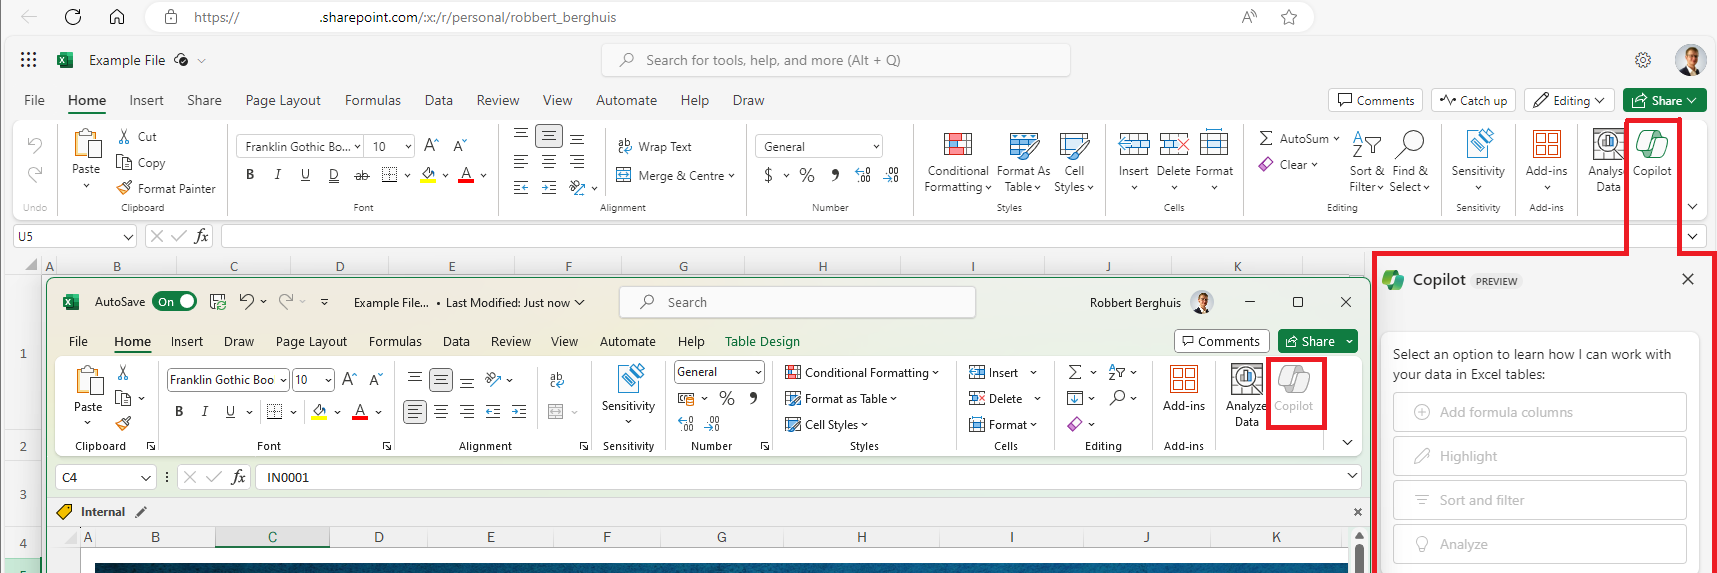 https:// .sharepoint.com/:x:/r/personal/robbert_berghuis
Example File
Search for tools, help, and more (Alt + Q)
File Home Insert Share Page Layout Formulas Data Review View Automate Help Draw
Comments Catch up Editing Share
Undo
Paste
Cut
Copy
Format Painter
Clipboard
Franklin Gothic Bo... 10
B I U D ab A
Font
ab Wrap Text
Merge & Centre
Alignment
General
$ % 9 .00 .00
Number
Conditional Formatting
Format As Table
Cell Styles
Styles
Insert Delete Format
Cells
AutoSum
Clear
Sort & Filter
Find & Select
Editing
Sensitivity
Sensitivity
Add-ins
Add-ins
Analyse Data
Copilot
U5 fx
A B C D E F G H I J K
1
2
3
4
5
AutoSave On Example File... • Last Modified: Just now Search Robbert Berghuis
File Home Insert Draw Page Layout Formulas Data Review View Automate Help Table Design
Comments Share
Paste
Clipboard
Franklin Gothic Boo 10
B I U A
Font
ab
Alignment
Sensitivity
Sensitivity
General
%
Number
Conditional Formatting
Format as Table
Cell Styles
Styles
Insert
Delete
Format
Cells
Editing
Add-ins
Add-ins
Analyze Data
Copilot
C4 fx IN0001
Internal
A B C D E F G H I J K
Copilot PREVIEW
Select an option to learn how I can work with
your data in Excel tables:
Add formula columns
Highlight
Sort and filter
Analyze